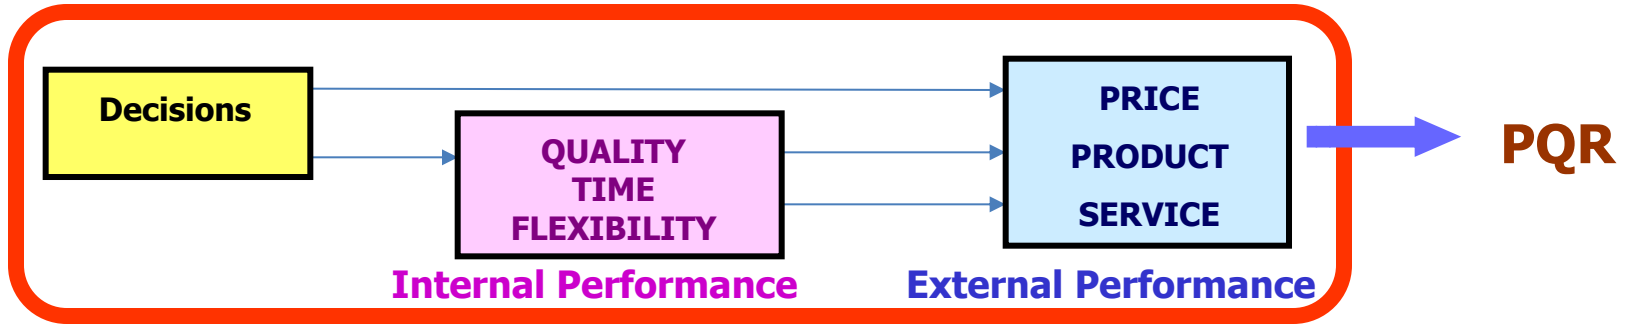 Decisions
QUALITY
TIME
FLEXIBILITY
Internal Performance
PRICE
PRODUCT
SERVICE
External Performance
PQR